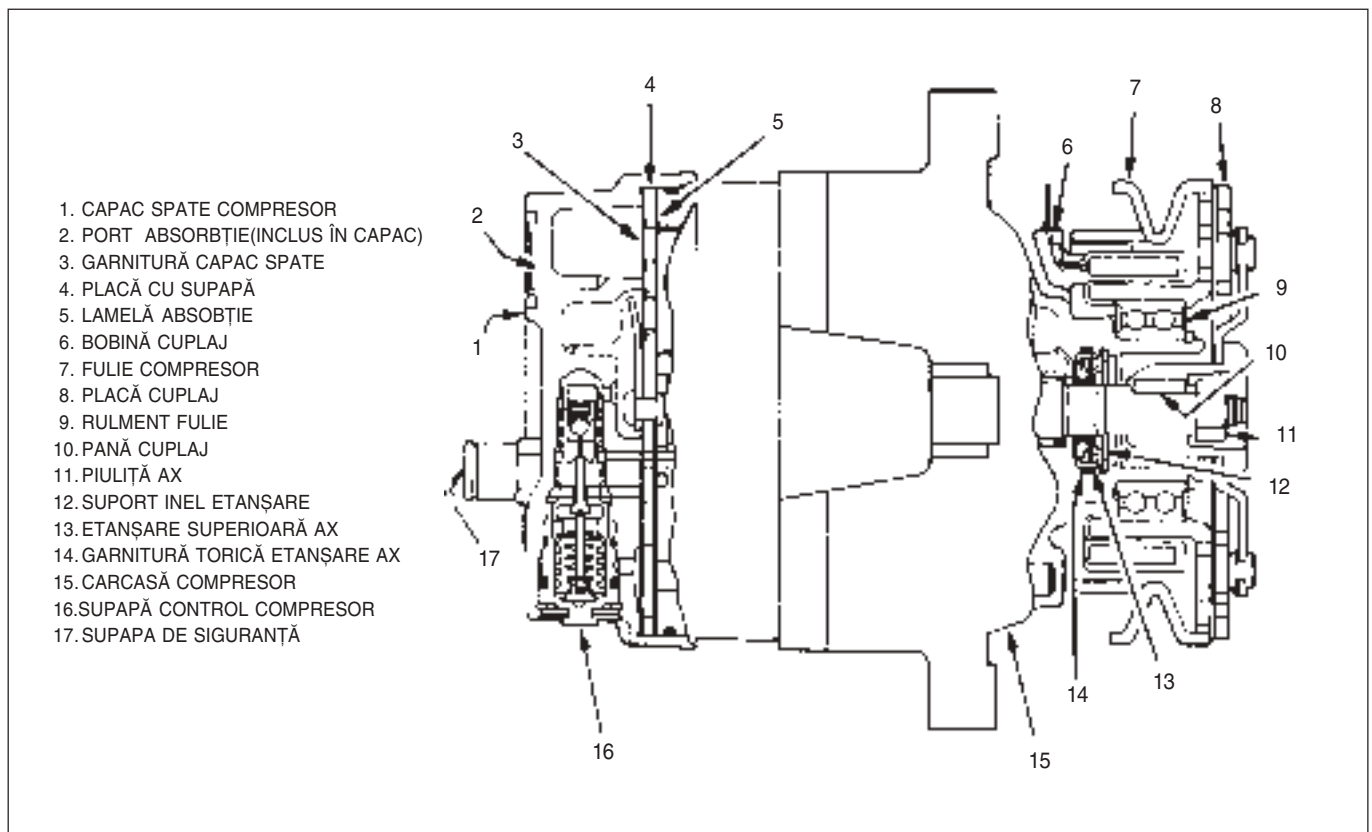 1. CAPAC SPATE COMPRESOR
2. PORT ABSORBȚIE(INCLUS ÎN CAPAC)
3. GARNITURĂ CAPAC SPATE
4. PLACĂ CU SUPAPĂ
5. LAMELĂ ABSOBȚIE
6. BOBINĂ CUPLAJ
7. FULIE COMPRESOR
8. PLACĂ CUPLAJ
9. RULMENT FULIE
10. PANĂ CUPLAJ
11. PIULIȚĂ AX
12. SUPORT INEL ETANȘARE
13. ETANȘARE SUPERIOARĂ AX
14. GARNITURĂ TORICĂ ETANȘARE AX
15. CARCASĂ COMPRESOR
16.SUPAPĂ CONTROL COMPRESOR
17. SUPAPA DE SIGURANȚĂ
4
7
8
5
3
6
2
9
1
10
11
12
17
14
13
16
15